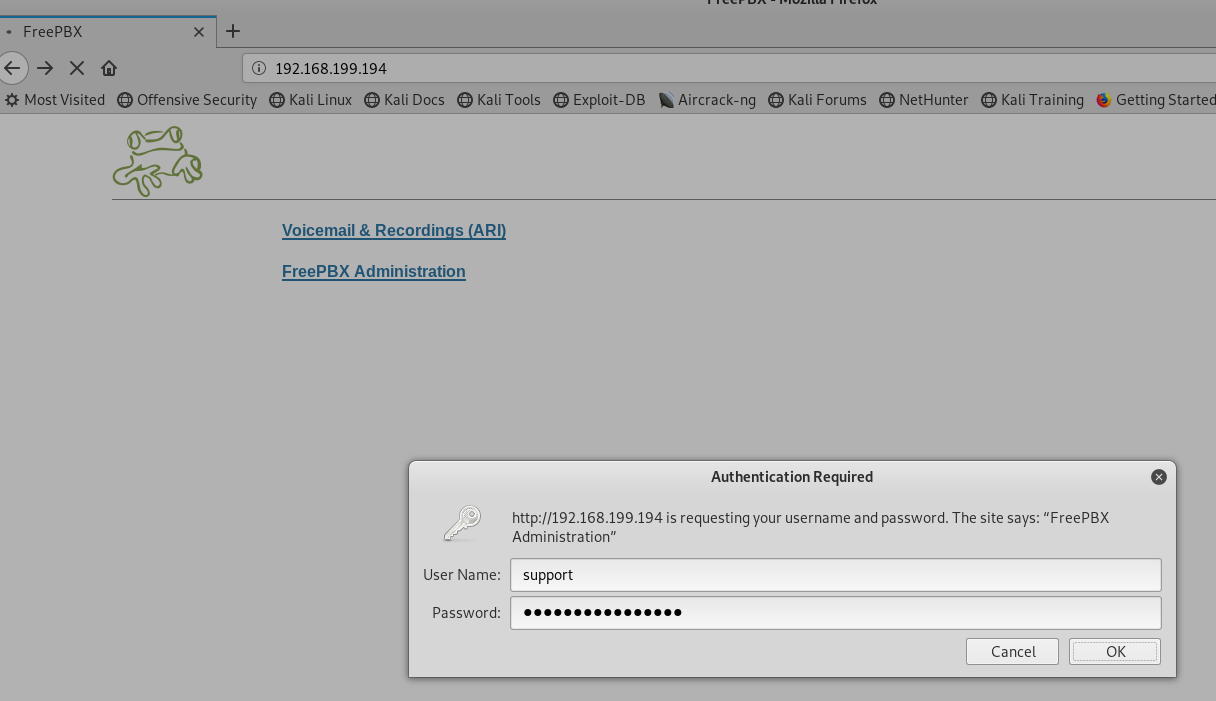 FreePBX - Mozilla Firefox
FreePBX
192.168.199.194
Most Visited Offensive Security Kali Linux Kali Docs Kali Tools Exploit-DB Aircrack-ng Kali Forums NetHunter Kali Training Getting Started
Voicemail & Recordings (ARI)
FreePBX Administration
Authentication Required
http://192.168.199.194 is requesting your username and password. The site says: “FreePBX
Administration”
User Name: support
Password: ••••••••••••••••
Cancel OK